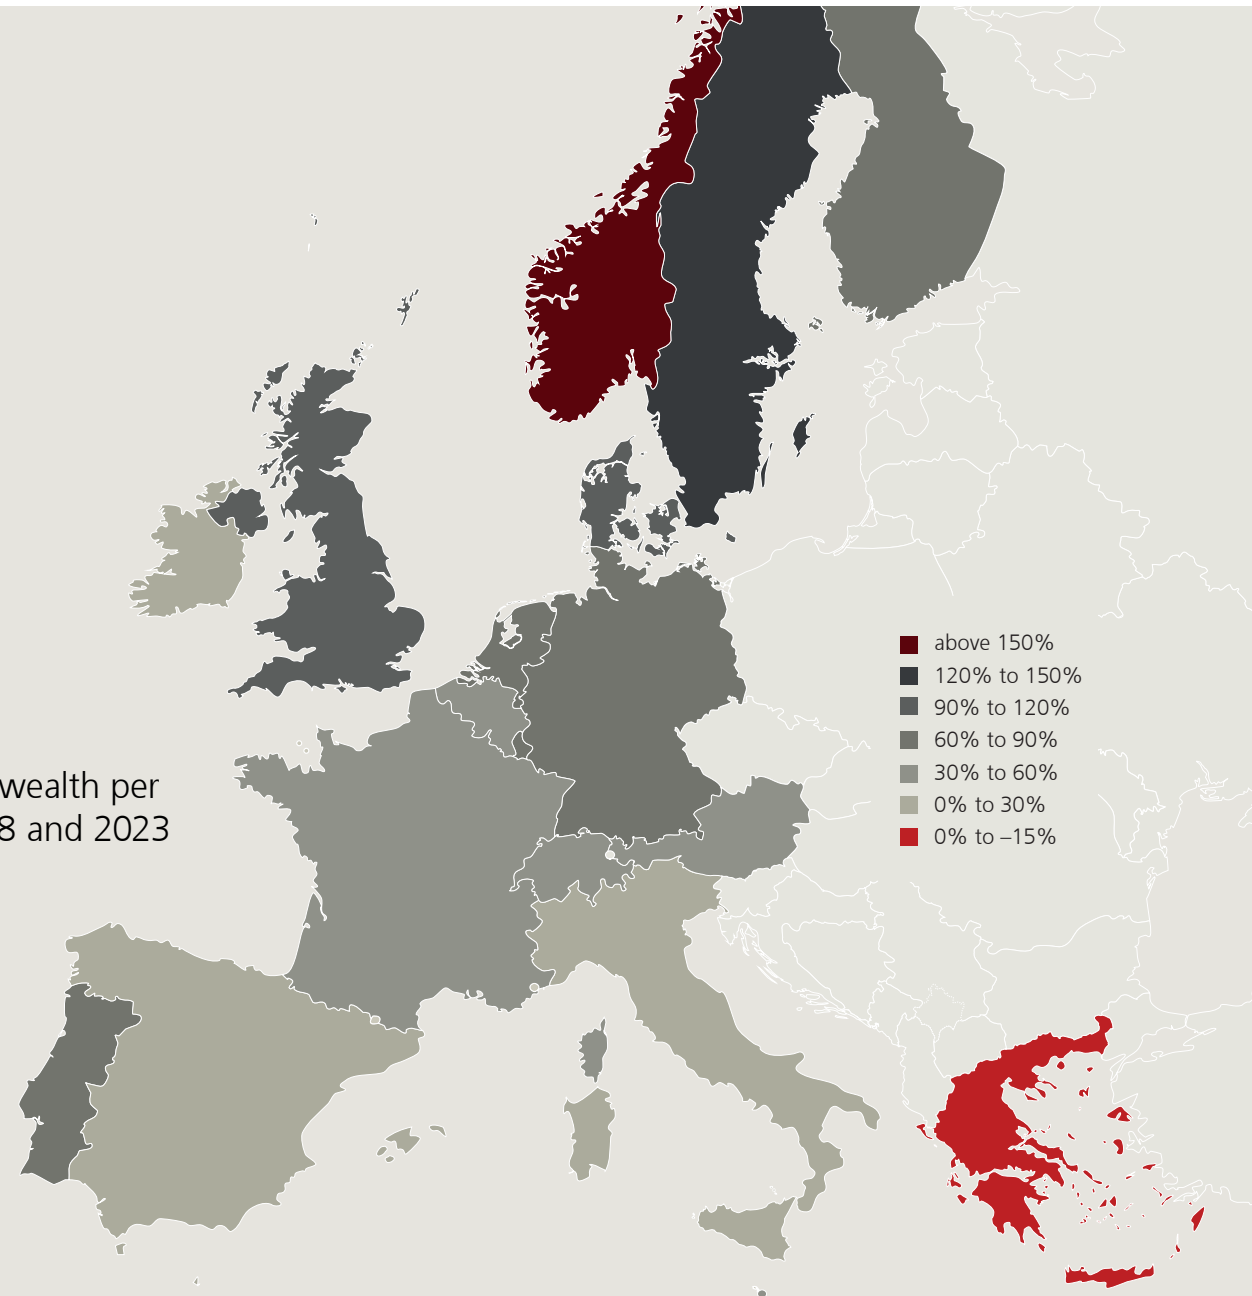 above 150%
120% to 150%
90% to 120%
60% to 90%
30% to 60%
0% to 30%
0% to –15%
wealth per
8 and 2023